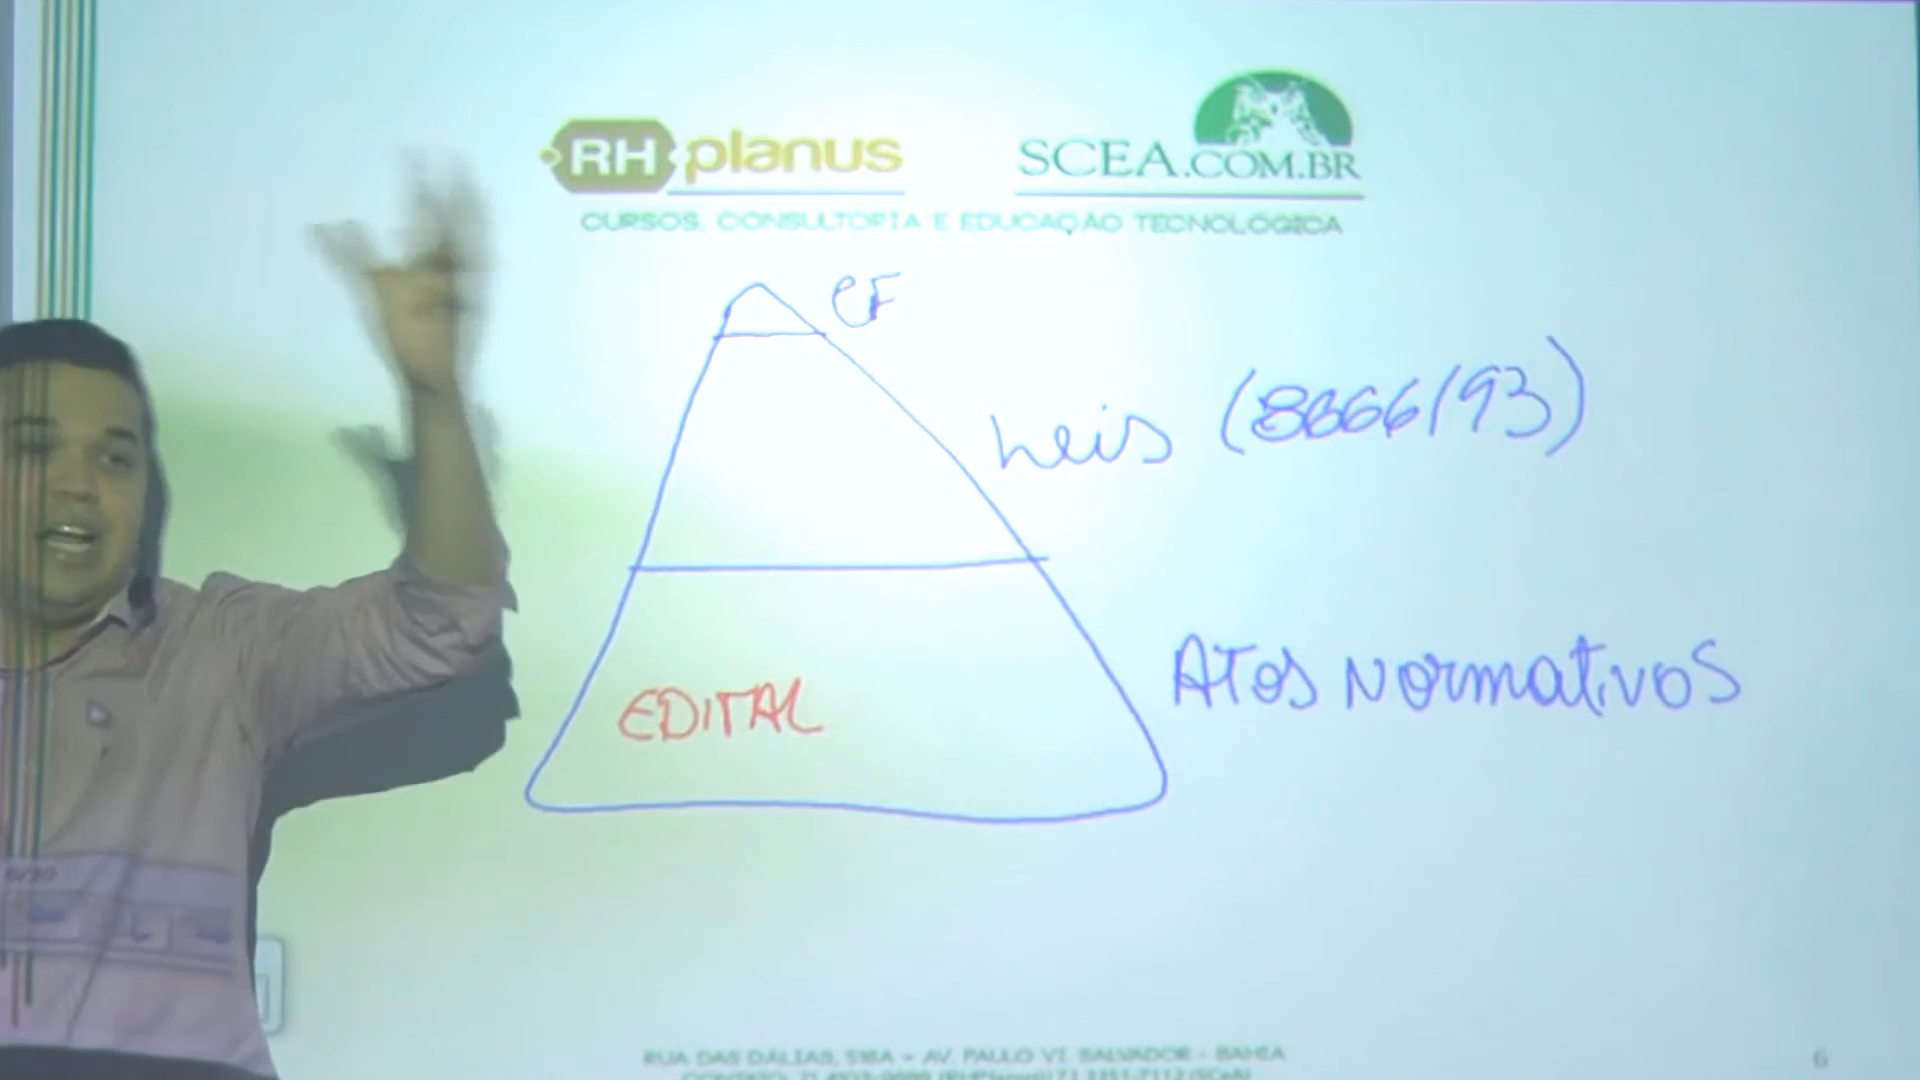 RH planus
SCEA.COM.BR
CURSOS, CONSULTORIA E EDUCAÇÃO TECNOLÓGICA
CF
Leis (8666/93)
Atos Normativos
EDITAL
RUA DAS DÁLIAS, 518A - AV. PAULO VI SALVADOR - BAHIA
6